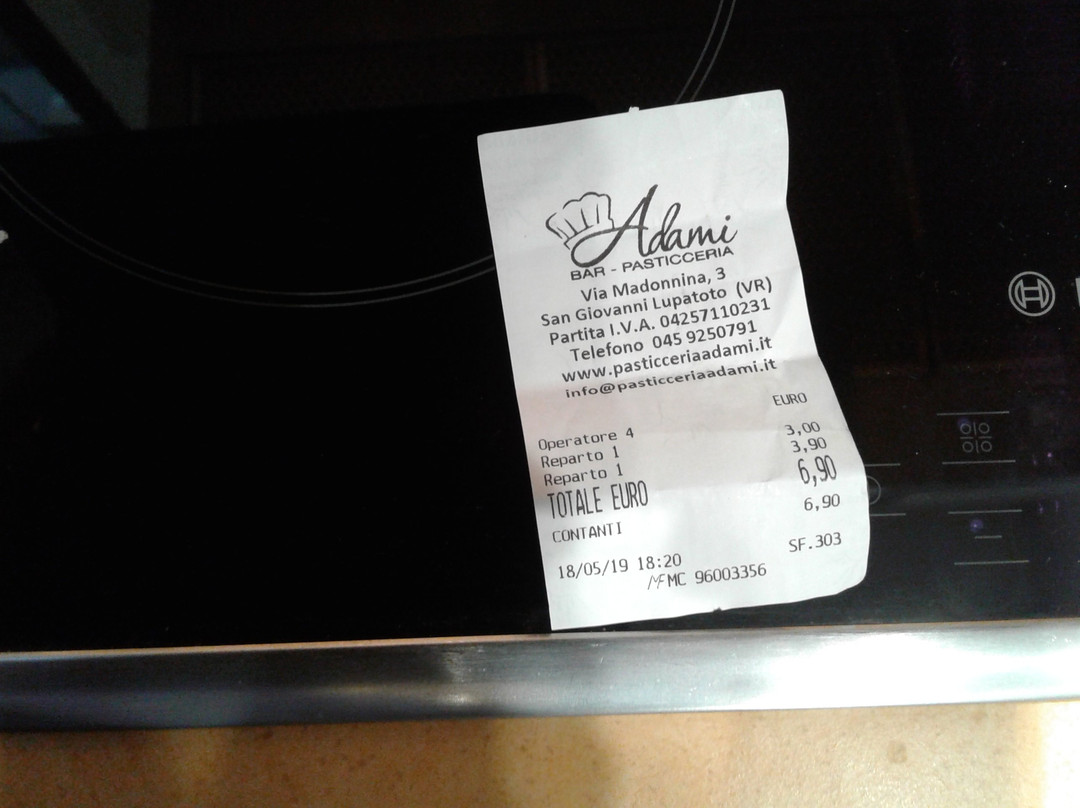 Adami
BAR - PASTICCERIA
Via Madonnina, 3
San Giovanni Lupatoto (VR)
Partita I.V.A. 04257110231
Telefono 045 9250791
www.pasticceriaadami.it
info@pasticceriaadami.it
EURO
Operatore 4
Reparto 1 3,00
Reparto 1 3,90
TOTALE EURO 6,90
CONTANTI 6,90
18/05/19 18:20 SF.303
MF MC 96003356